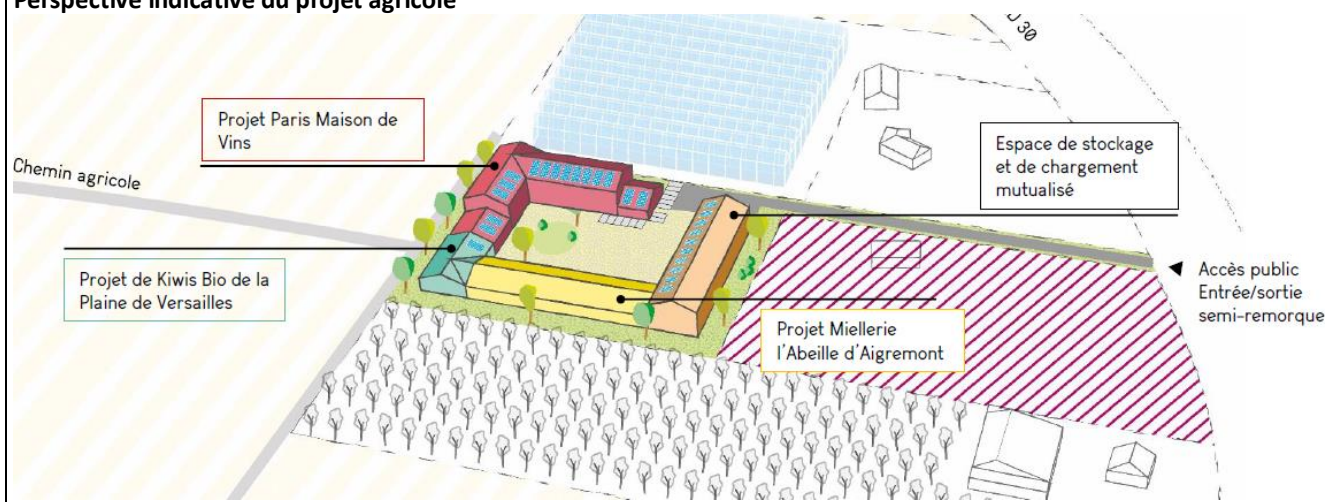 Perspective indicative du projet agricole
D 30
Projet Paris Maison de
Vins
Espace de stockage
et de chargement
mutualisé
Chemin agricole
Projet de Kiwis Bio de la
Plaine de Versailles
Accès public
Entrée/sortie
semi-remorque
Projet Miellerie
l'Abeille d'Aigremont